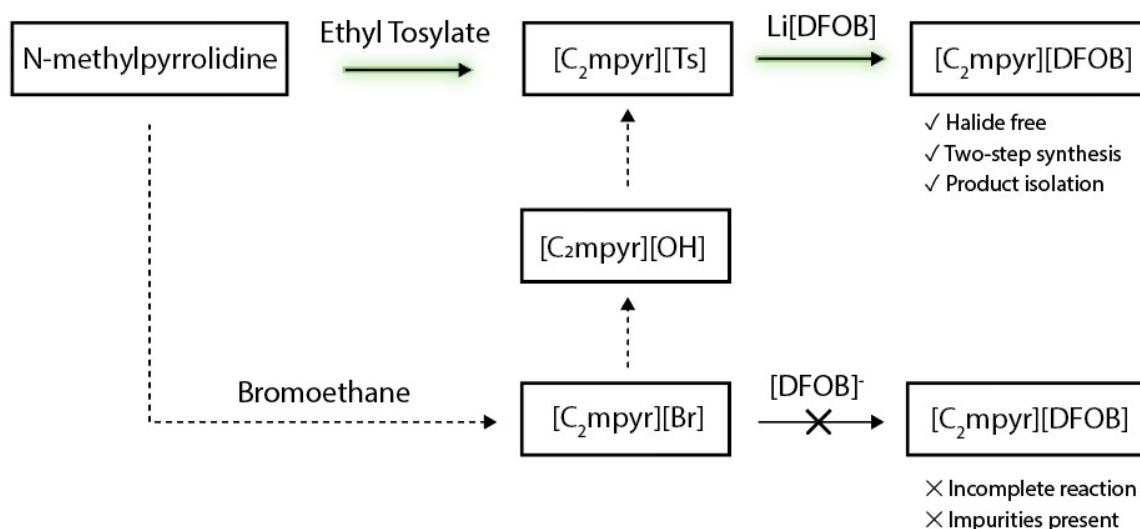 Ethyl Tosylate
Li[DFOB]
N-methylpyrrolidine
[C₂mpyr][Ts]
[C₂mpyr][DFOB]
✓ Halide free
✓ Two-step synthesis
✓ Product isolation
[C₂mpyr][OH]
Bromoethane
[DFOB]⁻
[C₂mpyr][Br]
[C₂mpyr][DFOB]
✕ Incomplete reaction
✕ Impurities present